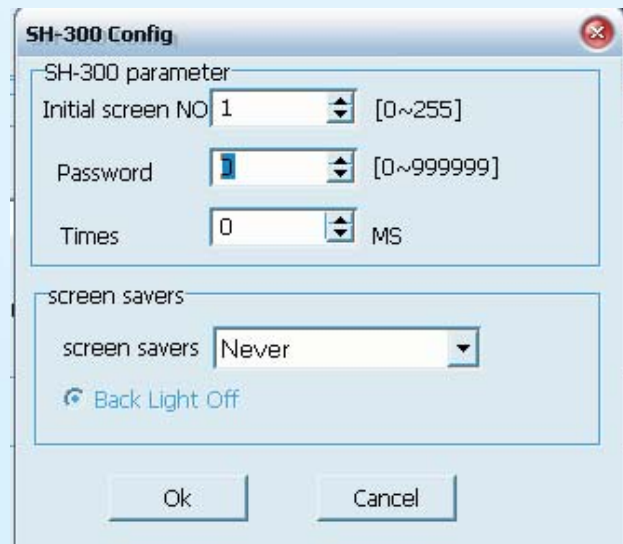 SH-300 Config
SH-300 parameter
Initial screen NO 1 [0~255]
Password 0 [0~999999]
Times 0 MS
screen savers
screen savers Never
Back Light Off
Ok Cancel